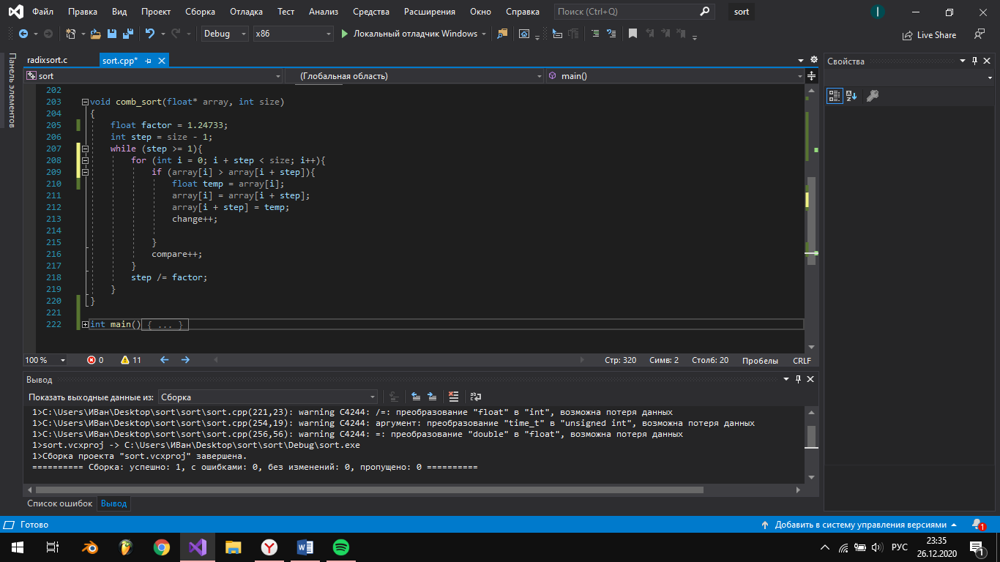 Файл Правка Вид Проект Сборка Отладка Тест Анализ Средства Расширения Окно Справка Поиск (Ctrl+Q) sort I
Debug x86 Локальный отладчик Windows Live Share
Панель элементов
radixsort.c sort.cpp*
sort (Глобальная область) main()
202
203 void comb_sort(float* array, int size)
204 {
205 float factor = 1.24733;
206 int step = size - 1;
207 while (step >= 1){
208 for (int i = 0; i + step < size; i++){
209 if (array[i] > array[i + step]){
210 float temp = array[i];
211 array[i] = array[i + step];
212 array[i + step] = temp;
213 change++;
214
215 }
216 compare++;
217 }
218 step /= factor;
219 }
220 }
221
222 int main() { ... }
100 % 0 11 Стр: 320 Симв: 2 Столб: 20 Пробелы CRLF
Свойства
Вывод
Показать выходные данные из: Сборка
1>C:\Users\ИВан\Desktop\sort\sort\sort.cpp(221,23): warning C4244: /=: преобразование "float" в "int", возможна потеря данных
1>C:\Users\ИВан\Desktop\sort\sort\sort.cpp(254,19): warning C4244: аргумент: преобразование "time_t" в "unsigned int", возможна потеря данных
1>C:\Users\ИВан\Desktop\sort\sort\sort.cpp(256,56): warning C4244: =: преобразование "double" в "float", возможна потеря данных
1>sort.vcxproj -> C:\Users\ИВан\Desktop\sort\sort\Debug\sort.exe
1>Сборка проекта "sort.vcxproj" завершена.
========== Сборка: успешно: 1, с ошибками: 0, без изменений: 0, пропущено: 0 ==========
Список ошибок Вывод
Готово Добавить в систему управления версиями 1
РУС 23:35 26.12.2020 1